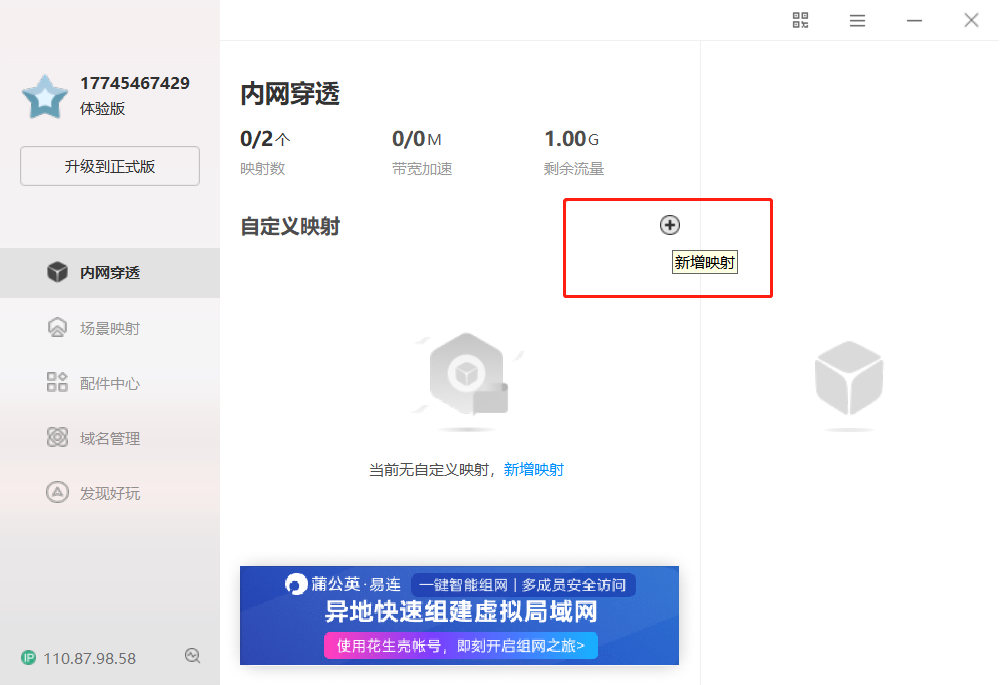 17745467429
体验版
升级到正式版
内网穿透
场景映射
配件中心
域名管理
发现好玩
IP 110.87.98.58
内网穿透
0/2个 0/0M 1.00G
映射数 带宽加速 剩余流量
自定义映射
新增映射
当前无自定义映射，新增映射
蒲公英·易连 一键智能组网 | 多成员安全访问
异地快速组建虚拟局域网
使用花生壳帐号，即刻开启组网之旅>